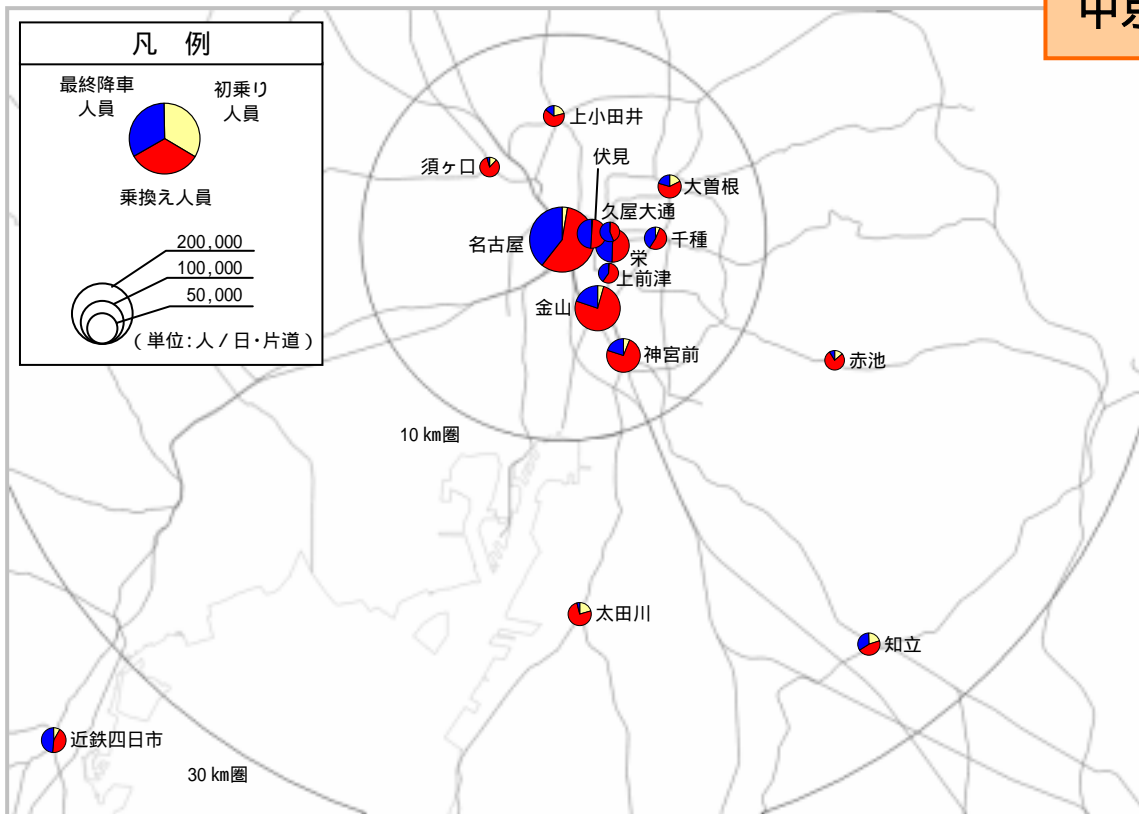 中京
凡 例
最終降車
人員
初乗り
人員
乗換え人員
200,000
100,000
50,000
(単位:人/日・片道)
上小田井
伏見
須ヶ口
大曽根
久屋大通
名古屋
千種
栄
上前津
金山
神宮前
赤池
10 km圏
太田川
知立
近鉄四日市
30 km圏